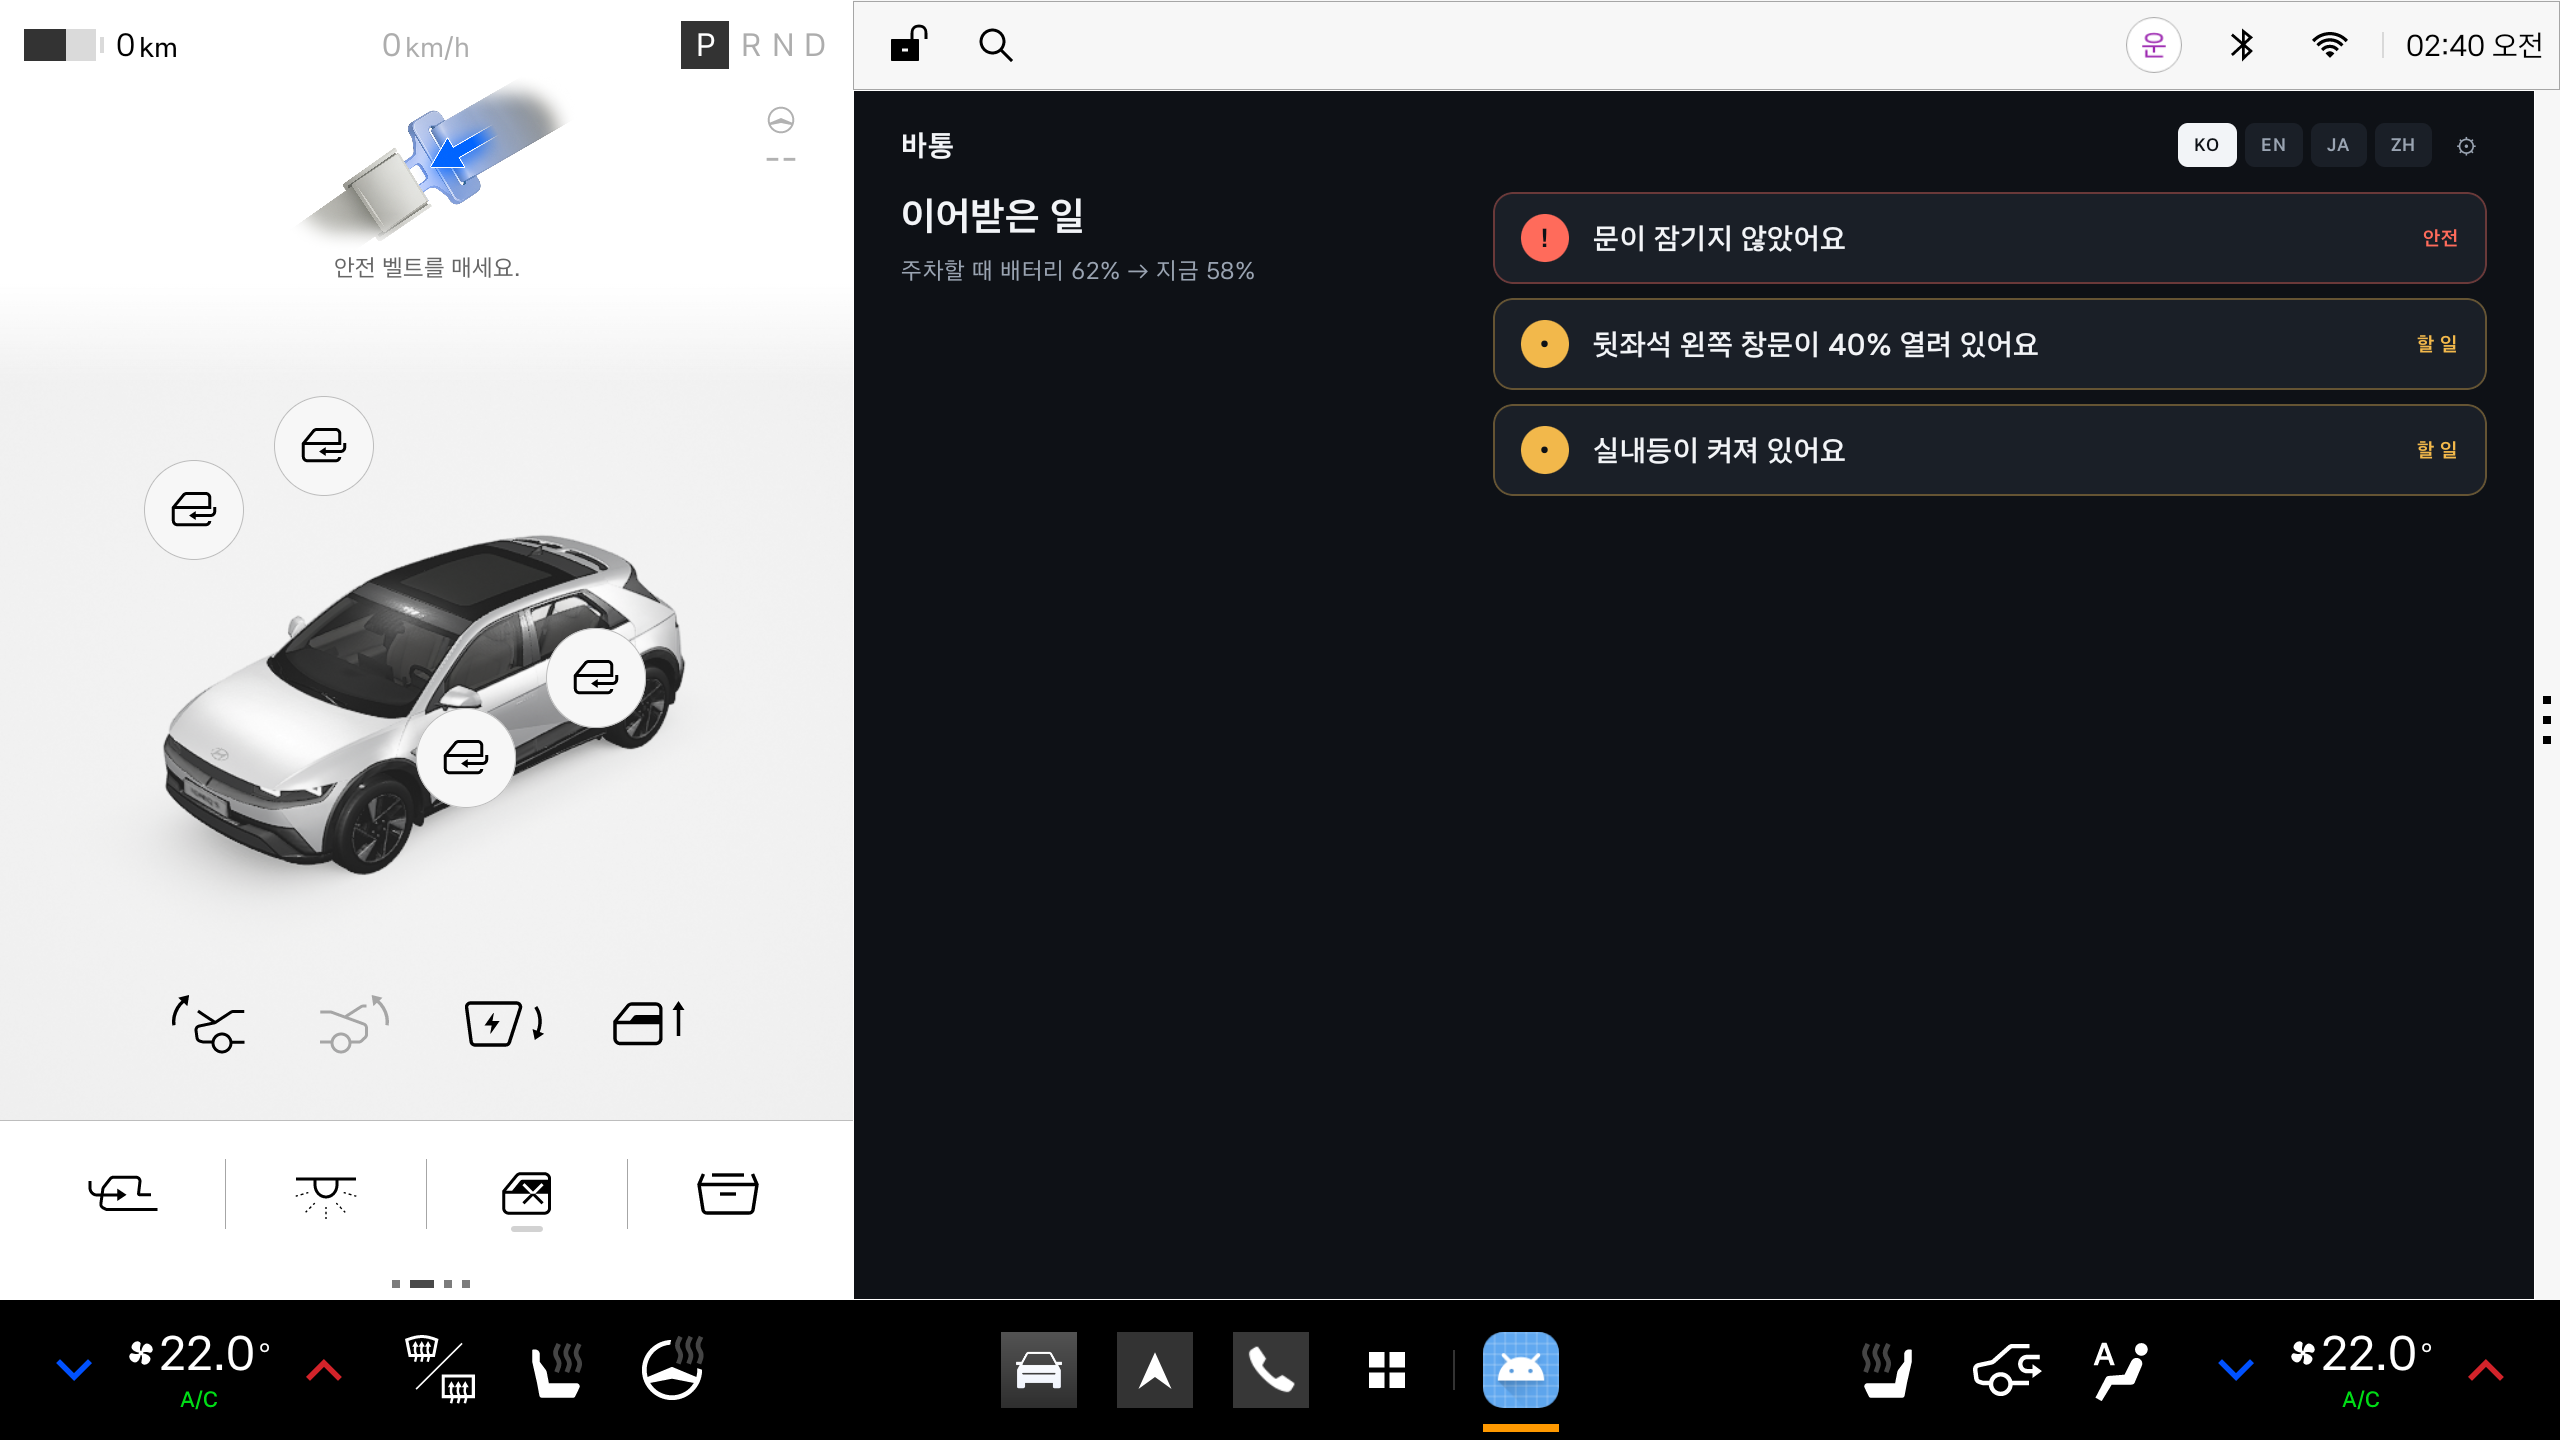 0 km
0 km/h
P R N D
운
02:40 오전
안전 벨트를 매세요.
바통
KO
EN
JA
ZH
이어받은 일
주차할 때 배터리 62% → 지금 58%
! 문이 잠기지 않았어요
안전
뒷좌석 왼쪽 창문이 40% 열려 있어요
할 일
실내등이 켜져 있어요
할 일
22.0°
A/C
A
22.0°
A/C